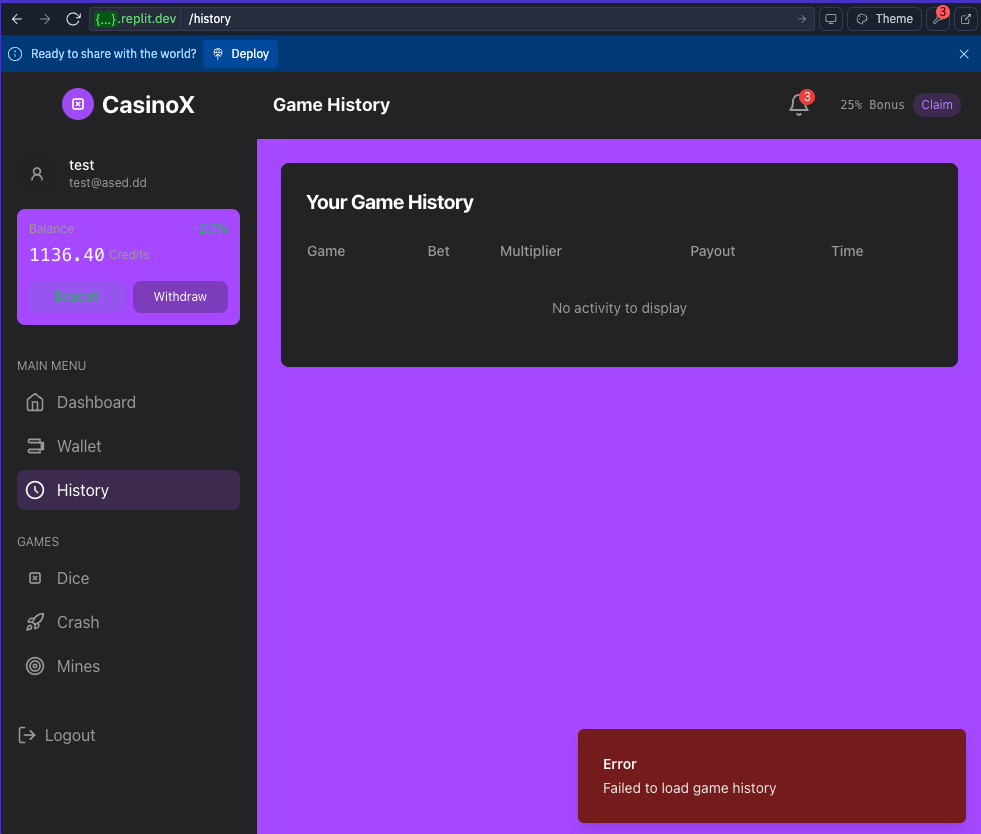 {...}.replit.dev /history
Theme
3
Ready to share with the world? Deploy
CasinoX
Game History
3
25% Bonus Claim
test
test@ased.dd
Balance
+2.5%
1136.40 Credits
Deposit Withdraw
MAIN MENU
Dashboard
Wallet
History
GAMES
Dice
Crash
Mines
Logout
Your Game History
Game Bet Multiplier Payout Time
No activity to display
Error
Failed to load game history